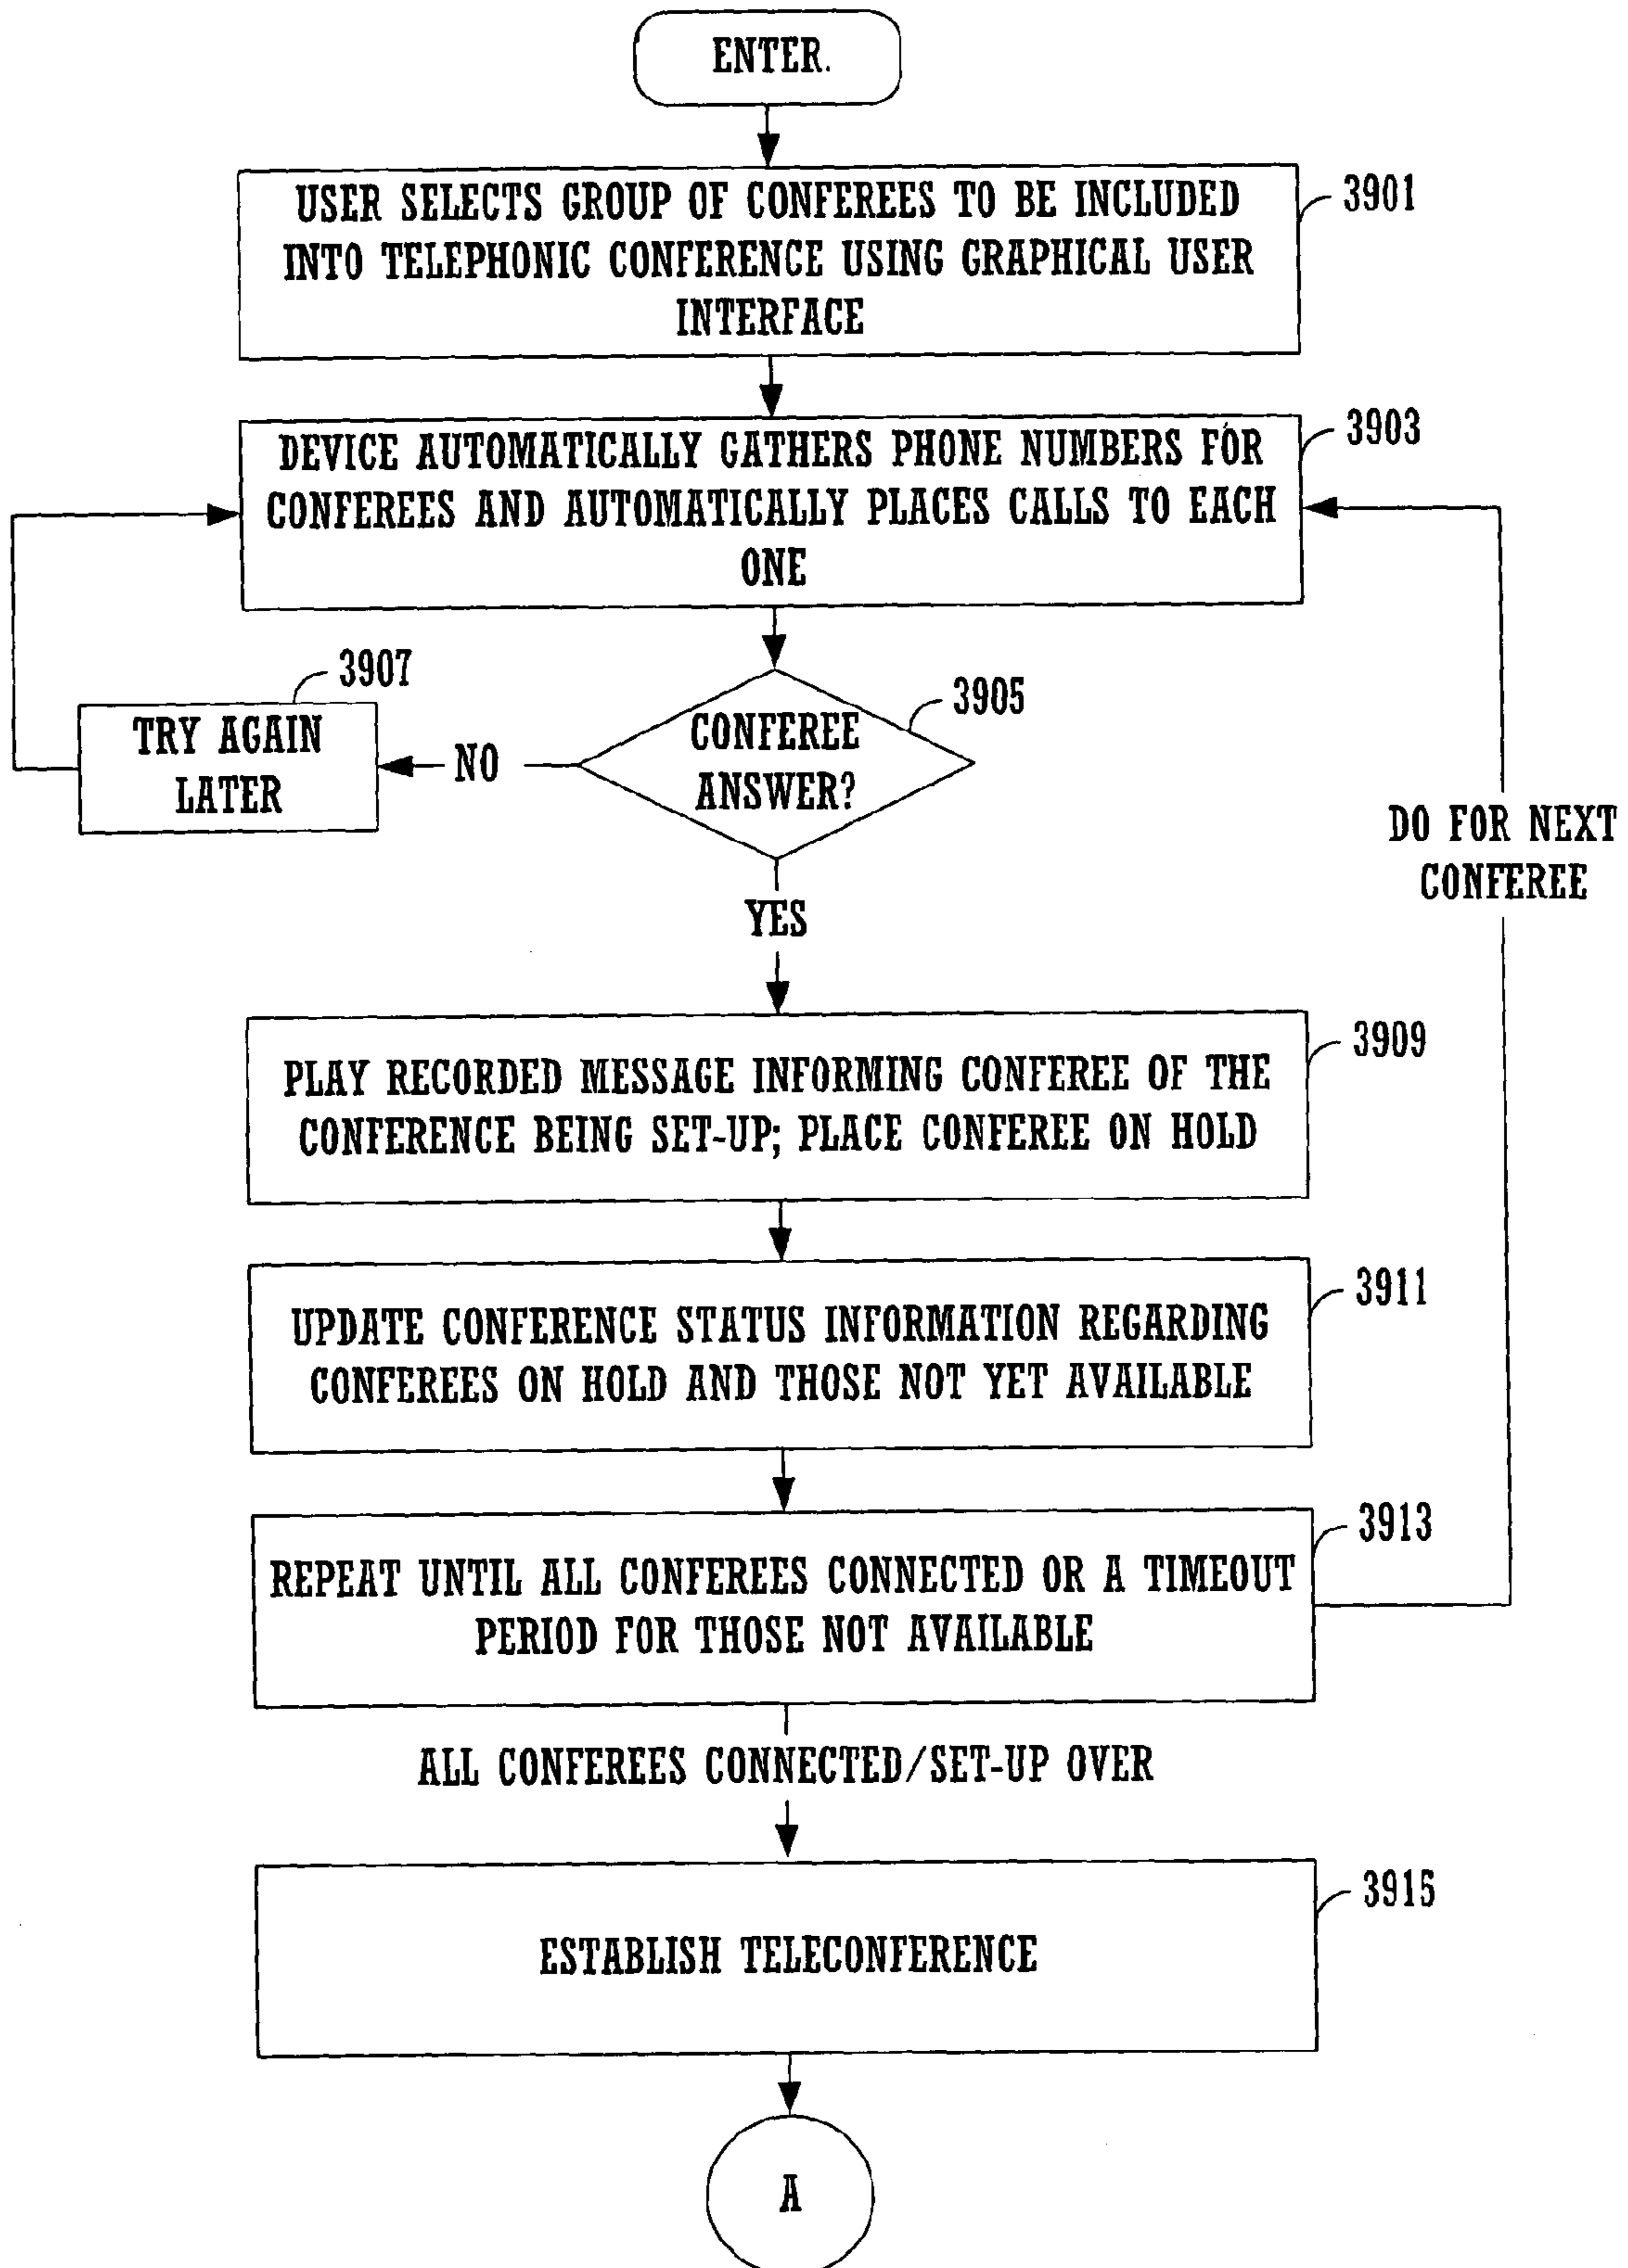 ENTER.
USER SELECTS GROUP OF CONFEREES TO BE INCLUDED
INTO TELEPHONIC CONFERENCE USING GRAPHICAL USER
INTERFACE
3901
DEVICE AUTOMATICALLY GATHERS PHONE NUMBERS FOR
CONFEREES AND AUTOMATICALLY PLACES CALLS TO EACH
ONE
3903
3907
TRY AGAIN
LATER
NO
CONFEREE
ANSWER?
3905
DO FOR NEXT
CONFEREE
YES
PLAY RECORDED MESSAGE INFORMING CONFEREE OF THE
CONFERENCE BEING SET-UP; PLACE CONFEREE ON HOLD
3909
UPDATE CONFERENCE STATUS INFORMATION REGARDING
CONFEREES ON HOLD AND THOSE NOT YET AVAILABLE
3911
REPEAT UNTIL ALL CONFEREES CONNECTED OR A TIMEOUT
PERIOD FOR THOSE NOT AVAILABLE
3913
ALL CONFEREES CONNECTED/SET-UP OVER
ESTABLISH TELECONFERENCE
3915
A